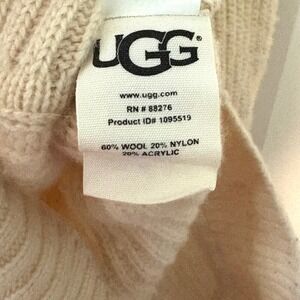 UGG
www.ugg.com
RN # 88276
Product ID# 1095519
60% WOOL 20% NYLON
20% ACRYLIC